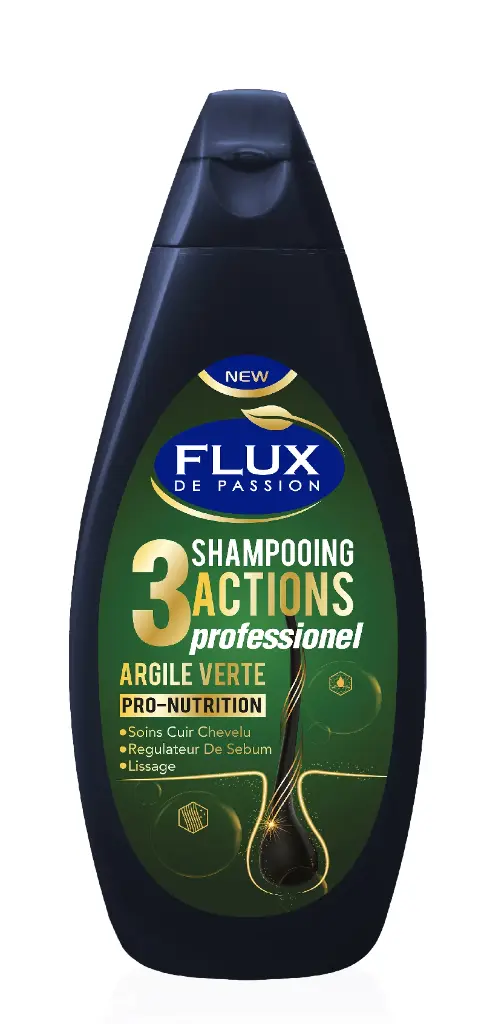 NEW
FLUX
DE PASSION
3 SHAMPOOING
ACTIONS
professionel
ARGILE VERTE
PRO-NUTRITION
•Soins Cuir Chevelu
•Regulateur De Sebum
•Lissage